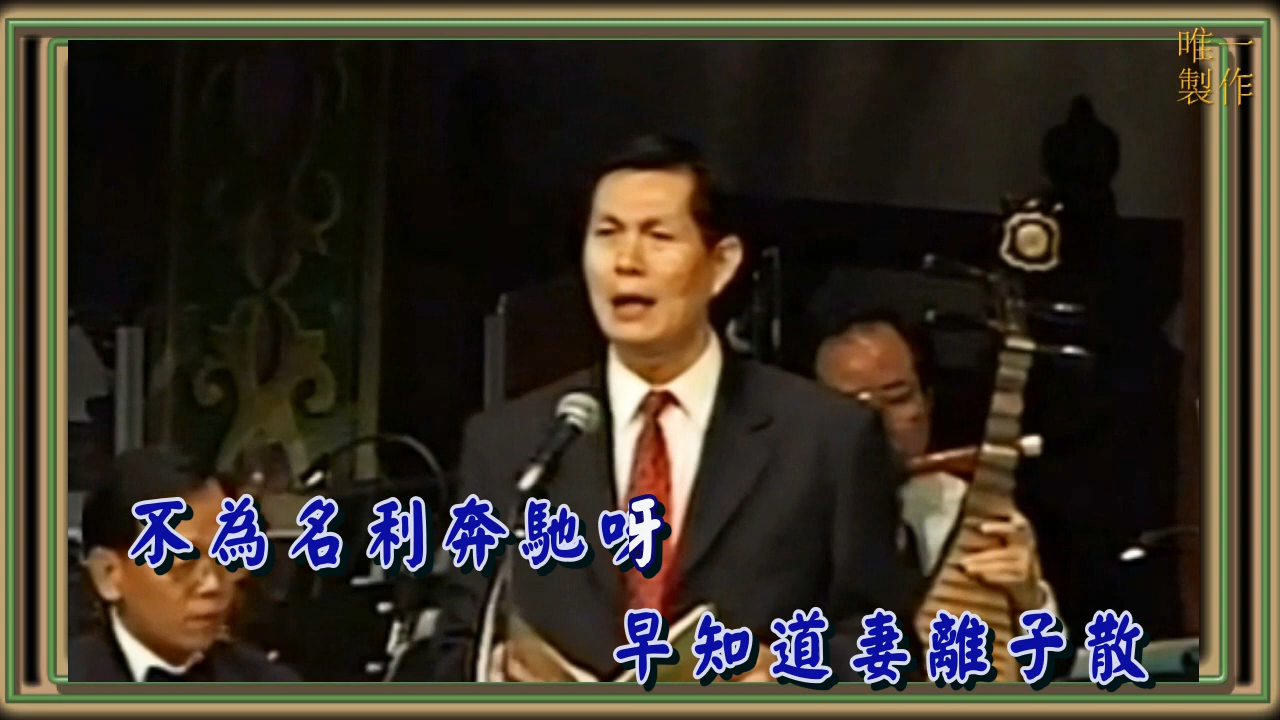 唯一
製作
不為名利奔馳呀
早知道妻離子散